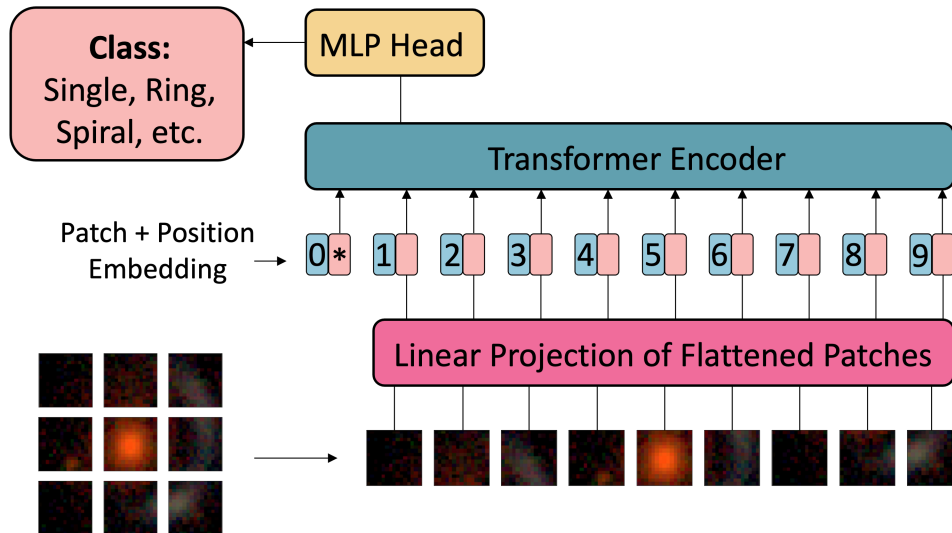 Class:
Single, Ring,
Spiral, etc.
MLP Head
Transformer Encoder
Patch + Position
Embedding
0 * 1 2 3 4 5 6 7 8 9
Linear Projection of Flattened Patches